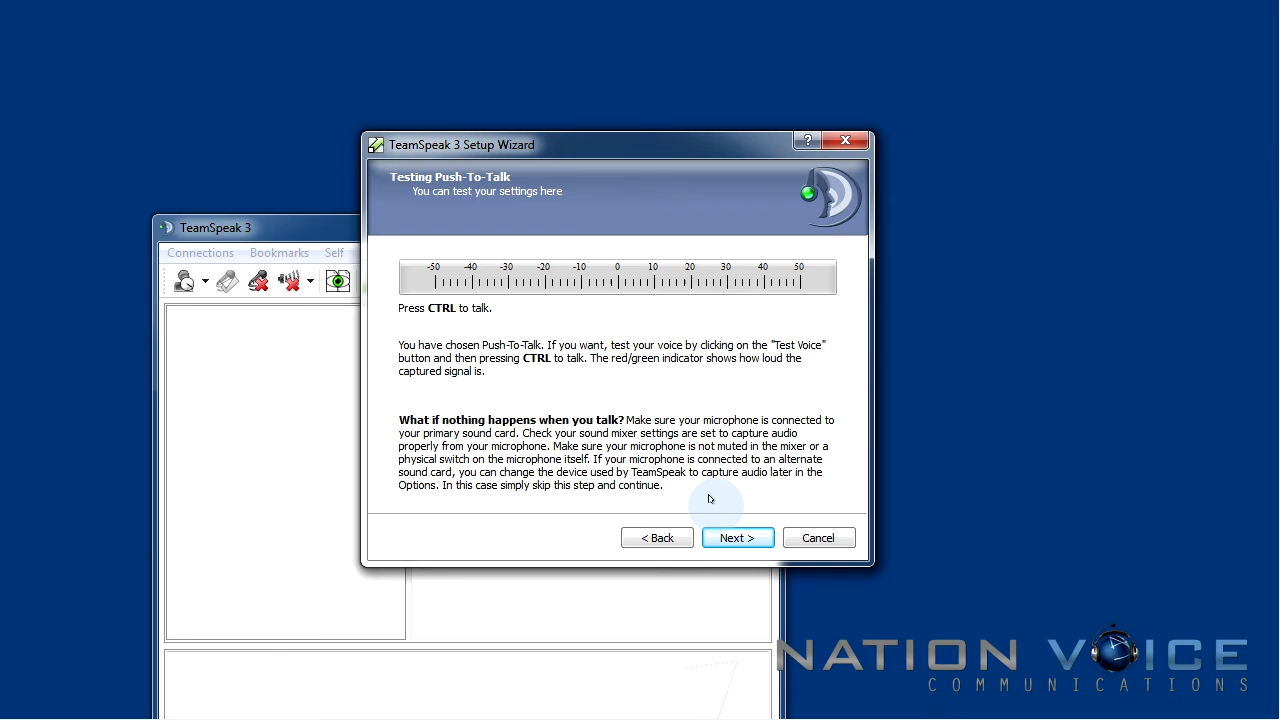 TeamSpeak 3 Setup Wizard
?
Testing Push-To-Talk
You can test your settings here
TeamSpeak 3
Connections Bookmarks Self
-50 -40 -30 -20 -10 0 10 20 30 40 50
Press CTRL to talk.
You have chosen Push-To-Talk. If you want, test your voice by clicking on the "Test Voice"
button and then pressing CTRL to talk. The red/green indicator shows how loud the
captured signal is.
What if nothing happens when you talk? Make sure your microphone is connected to
your primary sound card. Check your sound mixer settings are set to capture audio
properly from your microphone. Make sure your microphone is not muted in the mixer or a
physical switch on the microphone itself. If your microphone is connected to an alternate
sound card, you can change the device used by TeamSpeak to capture audio later in the
Options. In this case simply skip this step and continue.
< Back Next > Cancel
NATION VOICE
COMMUNICATIONS